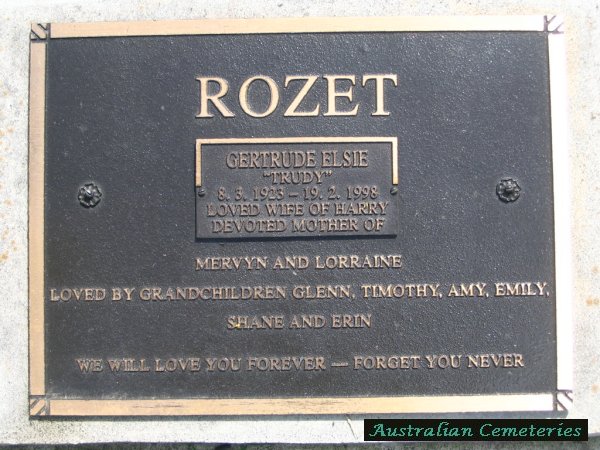 ROZET
GERTRUDE ELSIE
"TRUDY"
8. 3. 1923 – 19. 2. 1998
LOVED WIFE OF HARRY
DEVOTED MOTHER OF
MERVYN AND LORRAINE
LOVED BY GRANDCHILDREN GLENN, TIMOTHY, AMY, EMILY,
SHANE AND ERIN
WE WILL LOVE YOU FOREVER — FORGET YOU NEVER
Australian Cemeteries